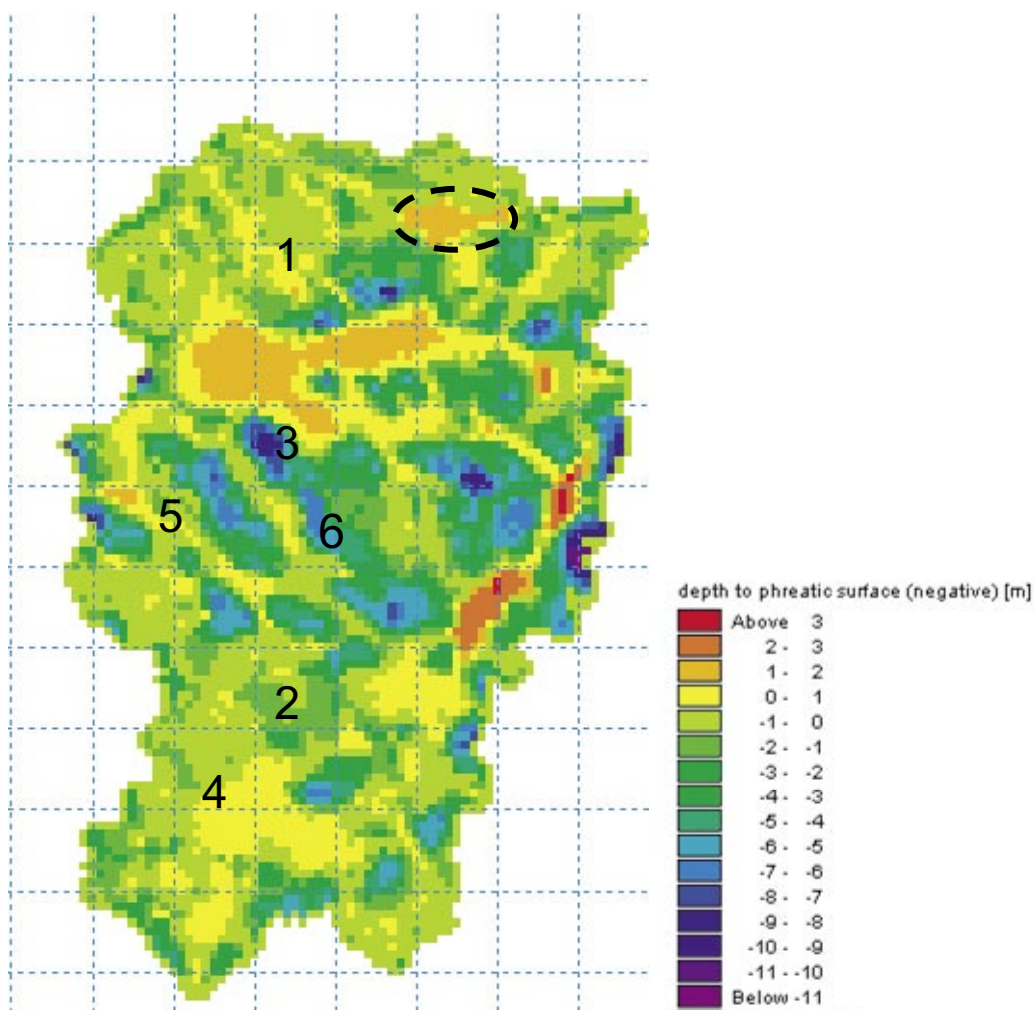 1
3
5
6
2
4
depth to phreatic surface (negative) [m]
Above 3
2 - 3
1 - 2
0 - 1
-1 - 0
-2 - -1
-3 - -2
-4 - -3
-5 - -4
-6 - -5
-7 - -6
-8 - -7
-9 - -8
-10 - -9
-11 - -10
Below -11